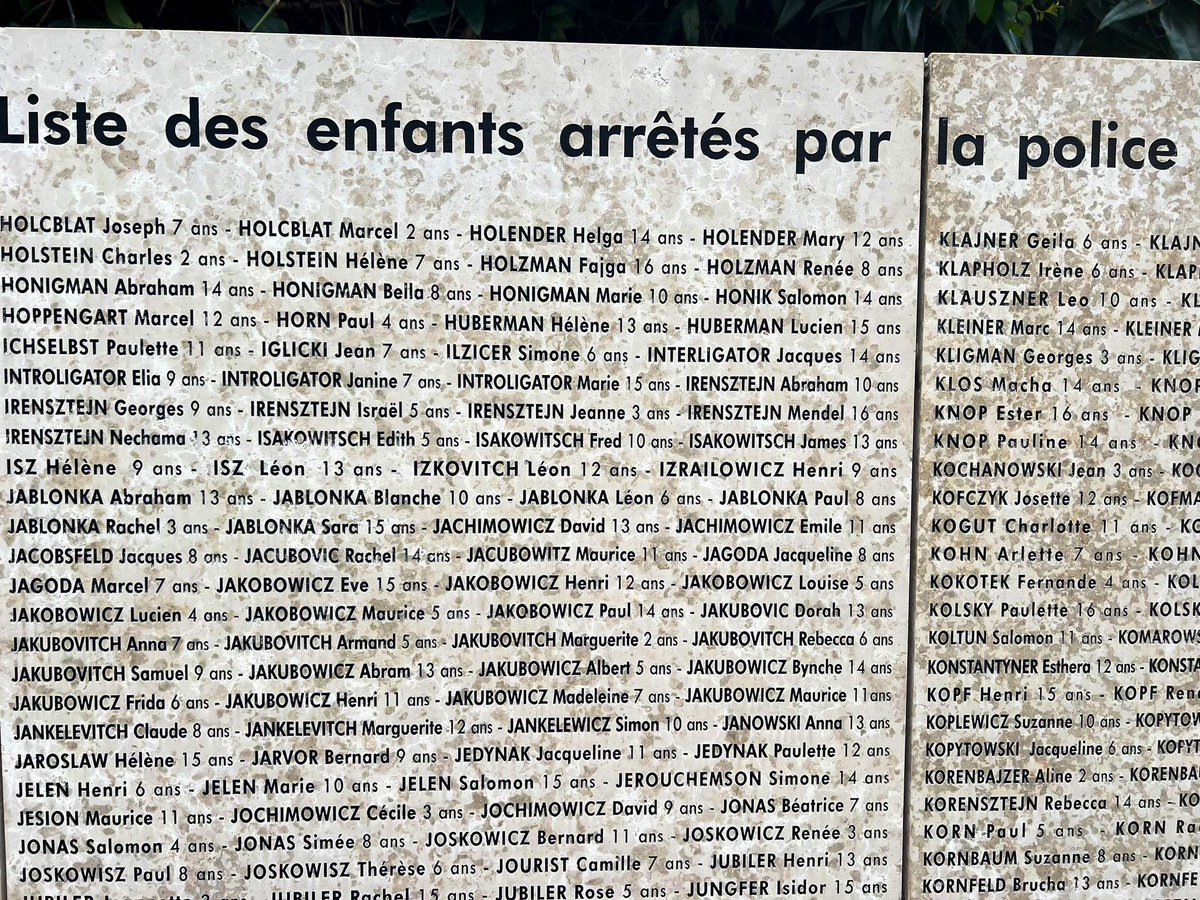 Liste des enfants arrêtés par la police
HOLCBLAT Joseph 7 ans - HOLCBLAT Marcel 2 ans - HOLENDER Helga 14 ans - HOLENDER Mary 12 ans
HOLSTEIN Charles 2 ans - HOLSTEIN Hélène 7 ans - HOLZMAN Fajga 16 ans - HOLZMAN Renée 8 ans
HONIGMAN Abraham 14 ans - HONIGMAN Beila 8 ans - HONIGMAN Marie 10 ans - HONIK Salomon 14 ans
HOPPENGART Marcel 12 ans - HORN Paul 4 ans - HUBERMAN Hélène 13 ans - HUBERMAN Lucien 15 ans
ICHSELBST Paulette 11 ans - IGLICKI Jean 7 ans - ILZICER Simone 6 ans - INTERLIGATOR Jacques 14 ans
INTROLIGATOR Elia 9 ans - INTROLIGATOR Janine 7 ans - INTROLIGATOR Marie 15 ans - IRENSZTEJN Abraham 10 ans
IRENSZTEJN Georges 9 ans - IRENSZTEJN Israël 5 ans - IRENSZTEJN Jeanne 3 ans - IRENSZTEJN Mendel 16 ans
IRENSZTEJN Nechama 13 ans - ISAKOWITSCH Edith 5 ans - ISAKOWITSCH Fred 10 ans - ISAKOWITSCH James 13 ans
ISZ Hélène 9 ans - ISZ Léon 13 ans - IZKOVITCH Léon 12 ans - IZRAILOWICZ Henri 9 ans
JABLONKA Abraham 13 ans - JABLONKA Blanche 10 ans - JABLONKA Léon 6 ans - JABLONKA Paul 8 ans
JABLONKA Rachel 3 ans - JABLONKA Sara 15 ans - JACHIMOWICZ David 13 ans - JACHIMOWICZ Emile 11 ans
JACOBSFELD Jacques 8 ans - JACUBOVIC Rachel 14 ans - JACUBOWITZ Maurice 11 ans - JAGODA Jacqueline 8 ans
JAGODA Marcel 7 ans - JAKOBOWICZ Eve 15 ans - JAKOBOWICZ Henri 12 ans - JAKOBOWICZ Louise 5 ans
JAKOBOWICZ Lucien 4 ans - JAKOBOWICZ Maurice 5 ans - JAKOBOWICZ Paul 14 ans - JAKUBOVIC Dorah 13 ans
JAKUBOVITCH Anna 7 ans - JAKUBOVITCH Armand 5 ans - JAKUBOVITCH Marguerite 2 ans - JAKUBOVITCH Rebecca 6 ans
JAKUBOVITCH Samuel 9 ans - JAKUBOWICZ Abram 13 ans - JAKUBOWICZ Albert 5 ans - JAKUBOWICZ Bynche 14 ans
JAKUBOWICZ Frida 6 ans - JAKUBOWICZ Henri 11 ans - JAKUBOWICZ Madeleine 7 ans - JAKUBOWICZ Maurice 11ans
JANKELEVITCH Claude 8 ans - JANKELEVITCH Marguerite 12 ans - JANKELEWICZ Simon 10 ans - JANOWSKI Anna 13 ans
JAROSLAW Hélène 15 ans - JARVOR Bernard 9 ans - JEDYNAK Jacqueline 11 ans - JEDYNAK Paulette 12 ans
JELEN Henri 6 ans - JELEN Marie 10 ans - JELEN Salomon 15 ans - JEROUCHEMSON Simone 14 ans
JESION Maurice 11 ans - JOCHIMOWICZ Cécile 3 ans - JOCHIMOWICZ David 9 ans - JONAS Béatrice 7 ans
JONAS Salomon 4 ans - JONAS Simée 8 ans - JOSKOWICZ Bernard 11 ans - JOSKOWICZ Renée 3 ans
JOSKOWISZ Paul 8 ans - JOSKOWISZ Thérèse 6 ans - JOURIST Camille 7 ans - JUBILER Henri 13 ans
JUBILER Rachel 15 ans - JUBILER Rose 5 ans - JUNGFER Isidor 15 ans
KLAJNER Geila 6 ans - KLAJN
KLAPHOLZ Irène 6 ans - KLAP
KLAUSZNER Leo 10 ans - KL
KLEINER Marc 14 ans - KLEINER
KLIGMAN Georges 3 ans - KLIG
KLOS Macha 14 ans - KNOP
KNOP Ester 16 ans - KNOP
KNOP Pauline 14 ans - KNO
KOCHANOWSKI Jean 3 ans - KOC
KOFCZYK Josette 12 ans - KOFMA
KOGUT Charlotte 11 ans - KO
KOHN Arlette 7 ans - KOHN
KOKOTEK Fernande 4 ans - KOL
KOLSKY Paulette 16 ans - KOLSK
KOLTUN Salomon 11 ans - KOMAROWS
KONSTANTYNER Esthera 12 ans - KONSTA
KOPF Henri 15 ans - KOPF Ren
KOPLEWICZ Suzanne 10 ans - KOPYTOW
KOPYTOWSKI Jacqueline 6 ans - KOFYT
KORENBAJZER Aline 2 ans - KORENBA
KORENSZTEJN Rebecca 14 ans - KO
KORN Paul 5 ans - KORN Ra
KORNBAUM Suzanne 8 ans - KORN
KORNFELD Brucha 13 ans - KORNFE